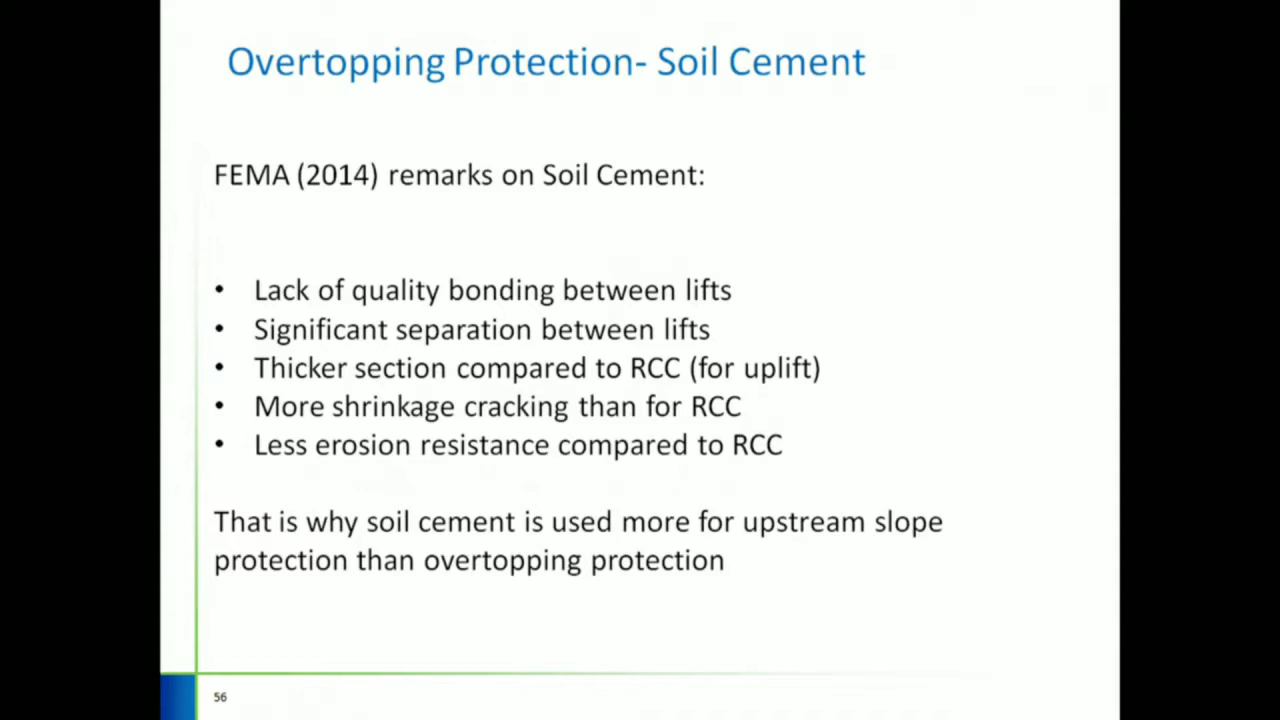 Overtopping Protection- Soil Cement
FEMA (2014) remarks on Soil Cement:
• Lack of quality bonding between lifts
• Significant separation between lifts
• Thicker section compared to RCC (for uplift)
• More shrinkage cracking than for RCC
• Less erosion resistance compared to RCC
That is why soil cement is used more for upstream slope
protection than overtopping protection
56